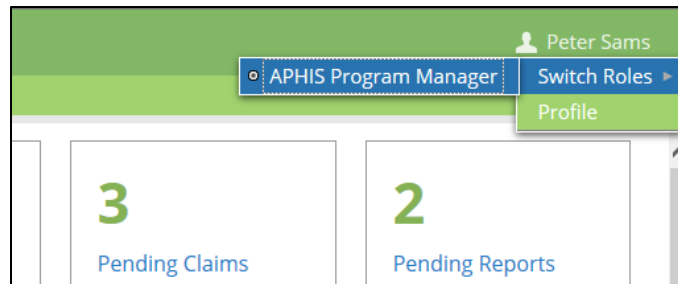 Peter Sams
APHIS Program Manager Switch Roles
Profile
3 2
Pending Claims Pending Reports